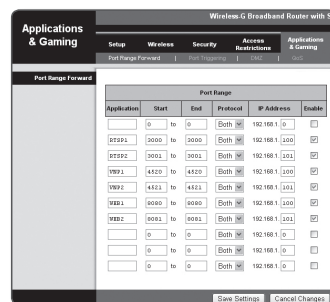 Wireless-G Broadband Router with S
Applications & Gaming
Setup Wireless Security Access Restrictions Applications & Gaming
Port Range Forward | Port Triggering | DMZ | QoS
Port Range Forward
Port Range
Application Start End Protocol IP Address Enable
0 to 0 Both 192.168.1. 0
RTSP1 3000 to 3000 Both 192.168.1. 100
RTSP2 3001 to 3001 Both 192.168.1. 101
VNP1 4520 to 4520 Both 192.168.1. 100
VNP2 4521 to 4521 Both 192.168.1. 101
WEB1 8080 to 8080 Both 192.168.1. 100
WEB2 8081 to 8081 Both 192.168.1. 101
0 to 0 Both 192.168.1. 0
0 to 0 Both 192.168.1. 0
0 to 0 Both 192.168.1. 0
Save Settings Cancel Changes